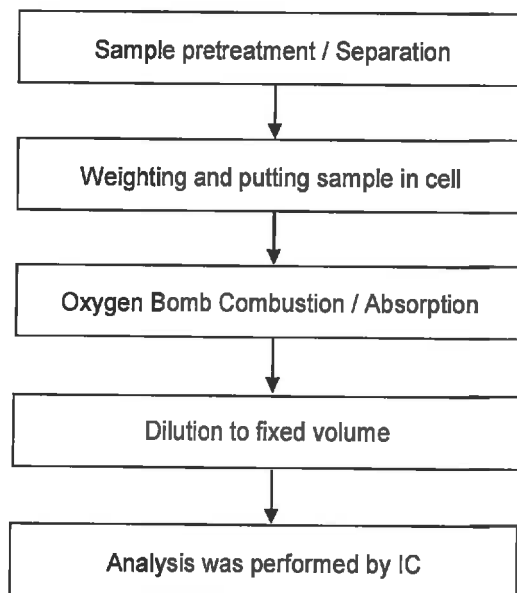 Sample pretreatment / Separation
Weighting and putting sample in cell
Oxygen Bomb Combustion / Absorption
Dilution to fixed volume
Analysis was performed by IC